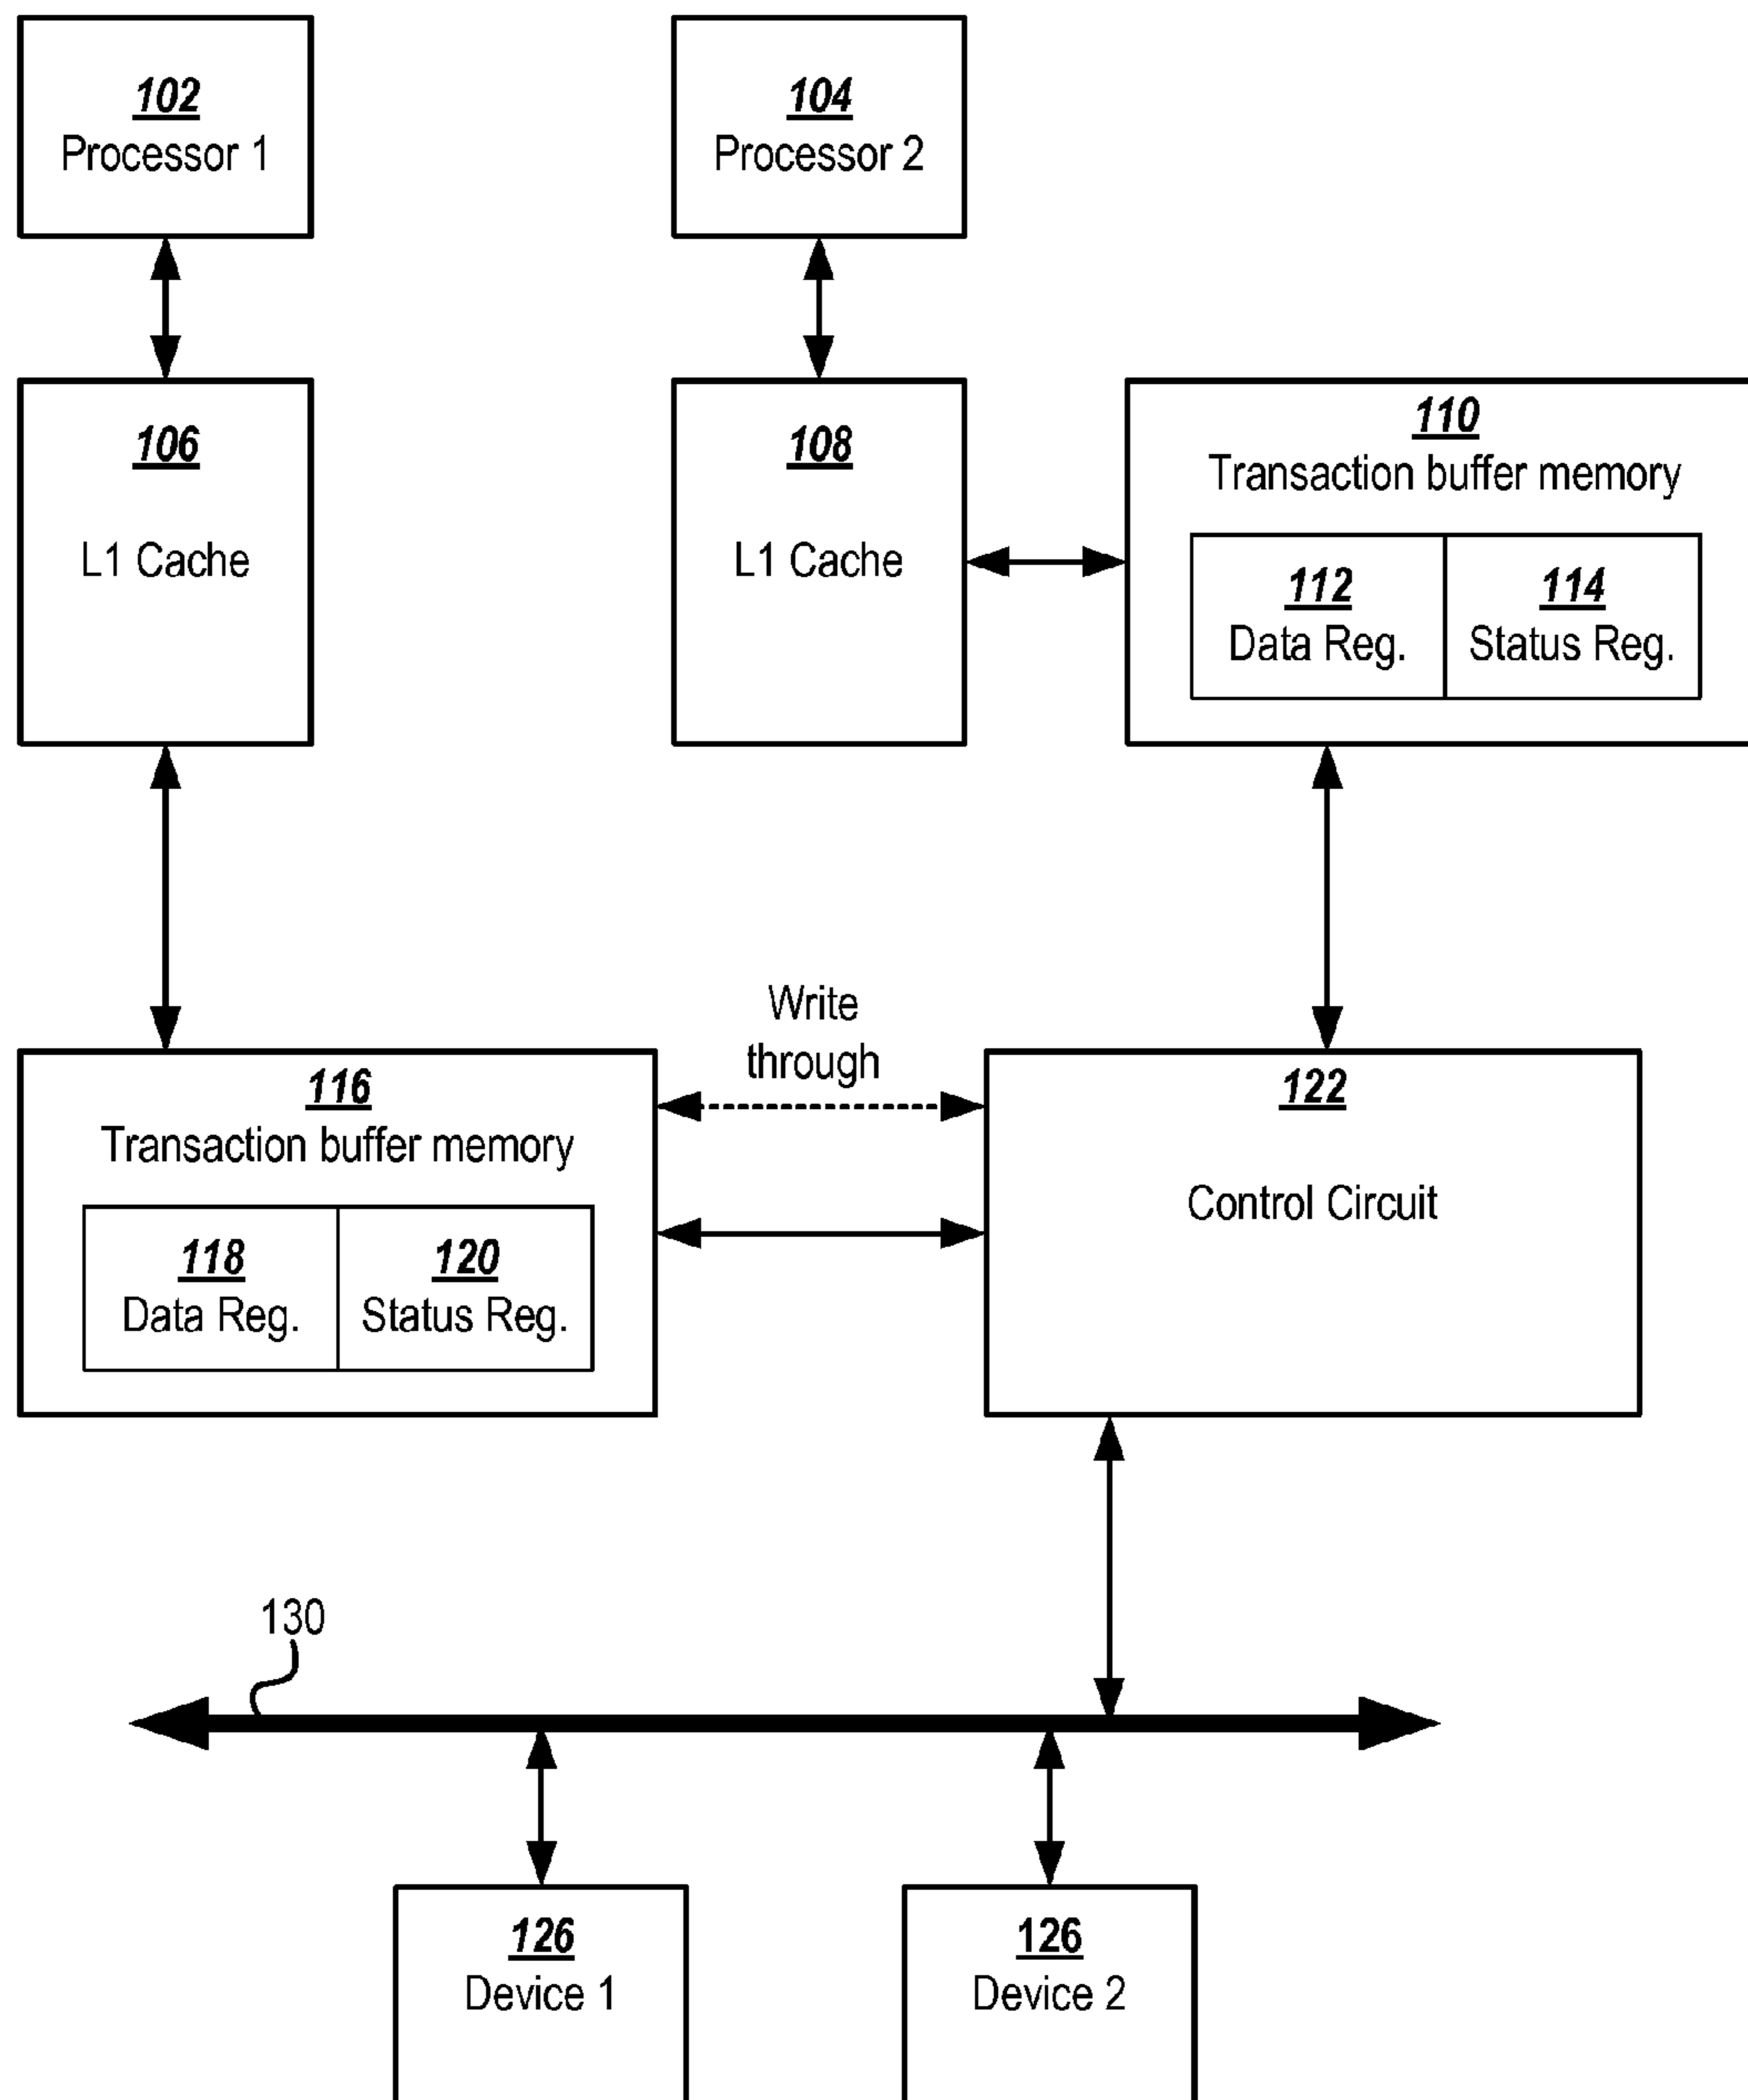 102
Processor 1
104
Processor 2
106
L1 Cache
108
L1 Cache
110
Transaction buffer memory
112
Data Reg.
114
Status Reg.
Write
through
116
Transaction buffer memory
118
Data Reg.
120
Status Reg.
122
Control Circuit
130
126
Device 1
126
Device 2